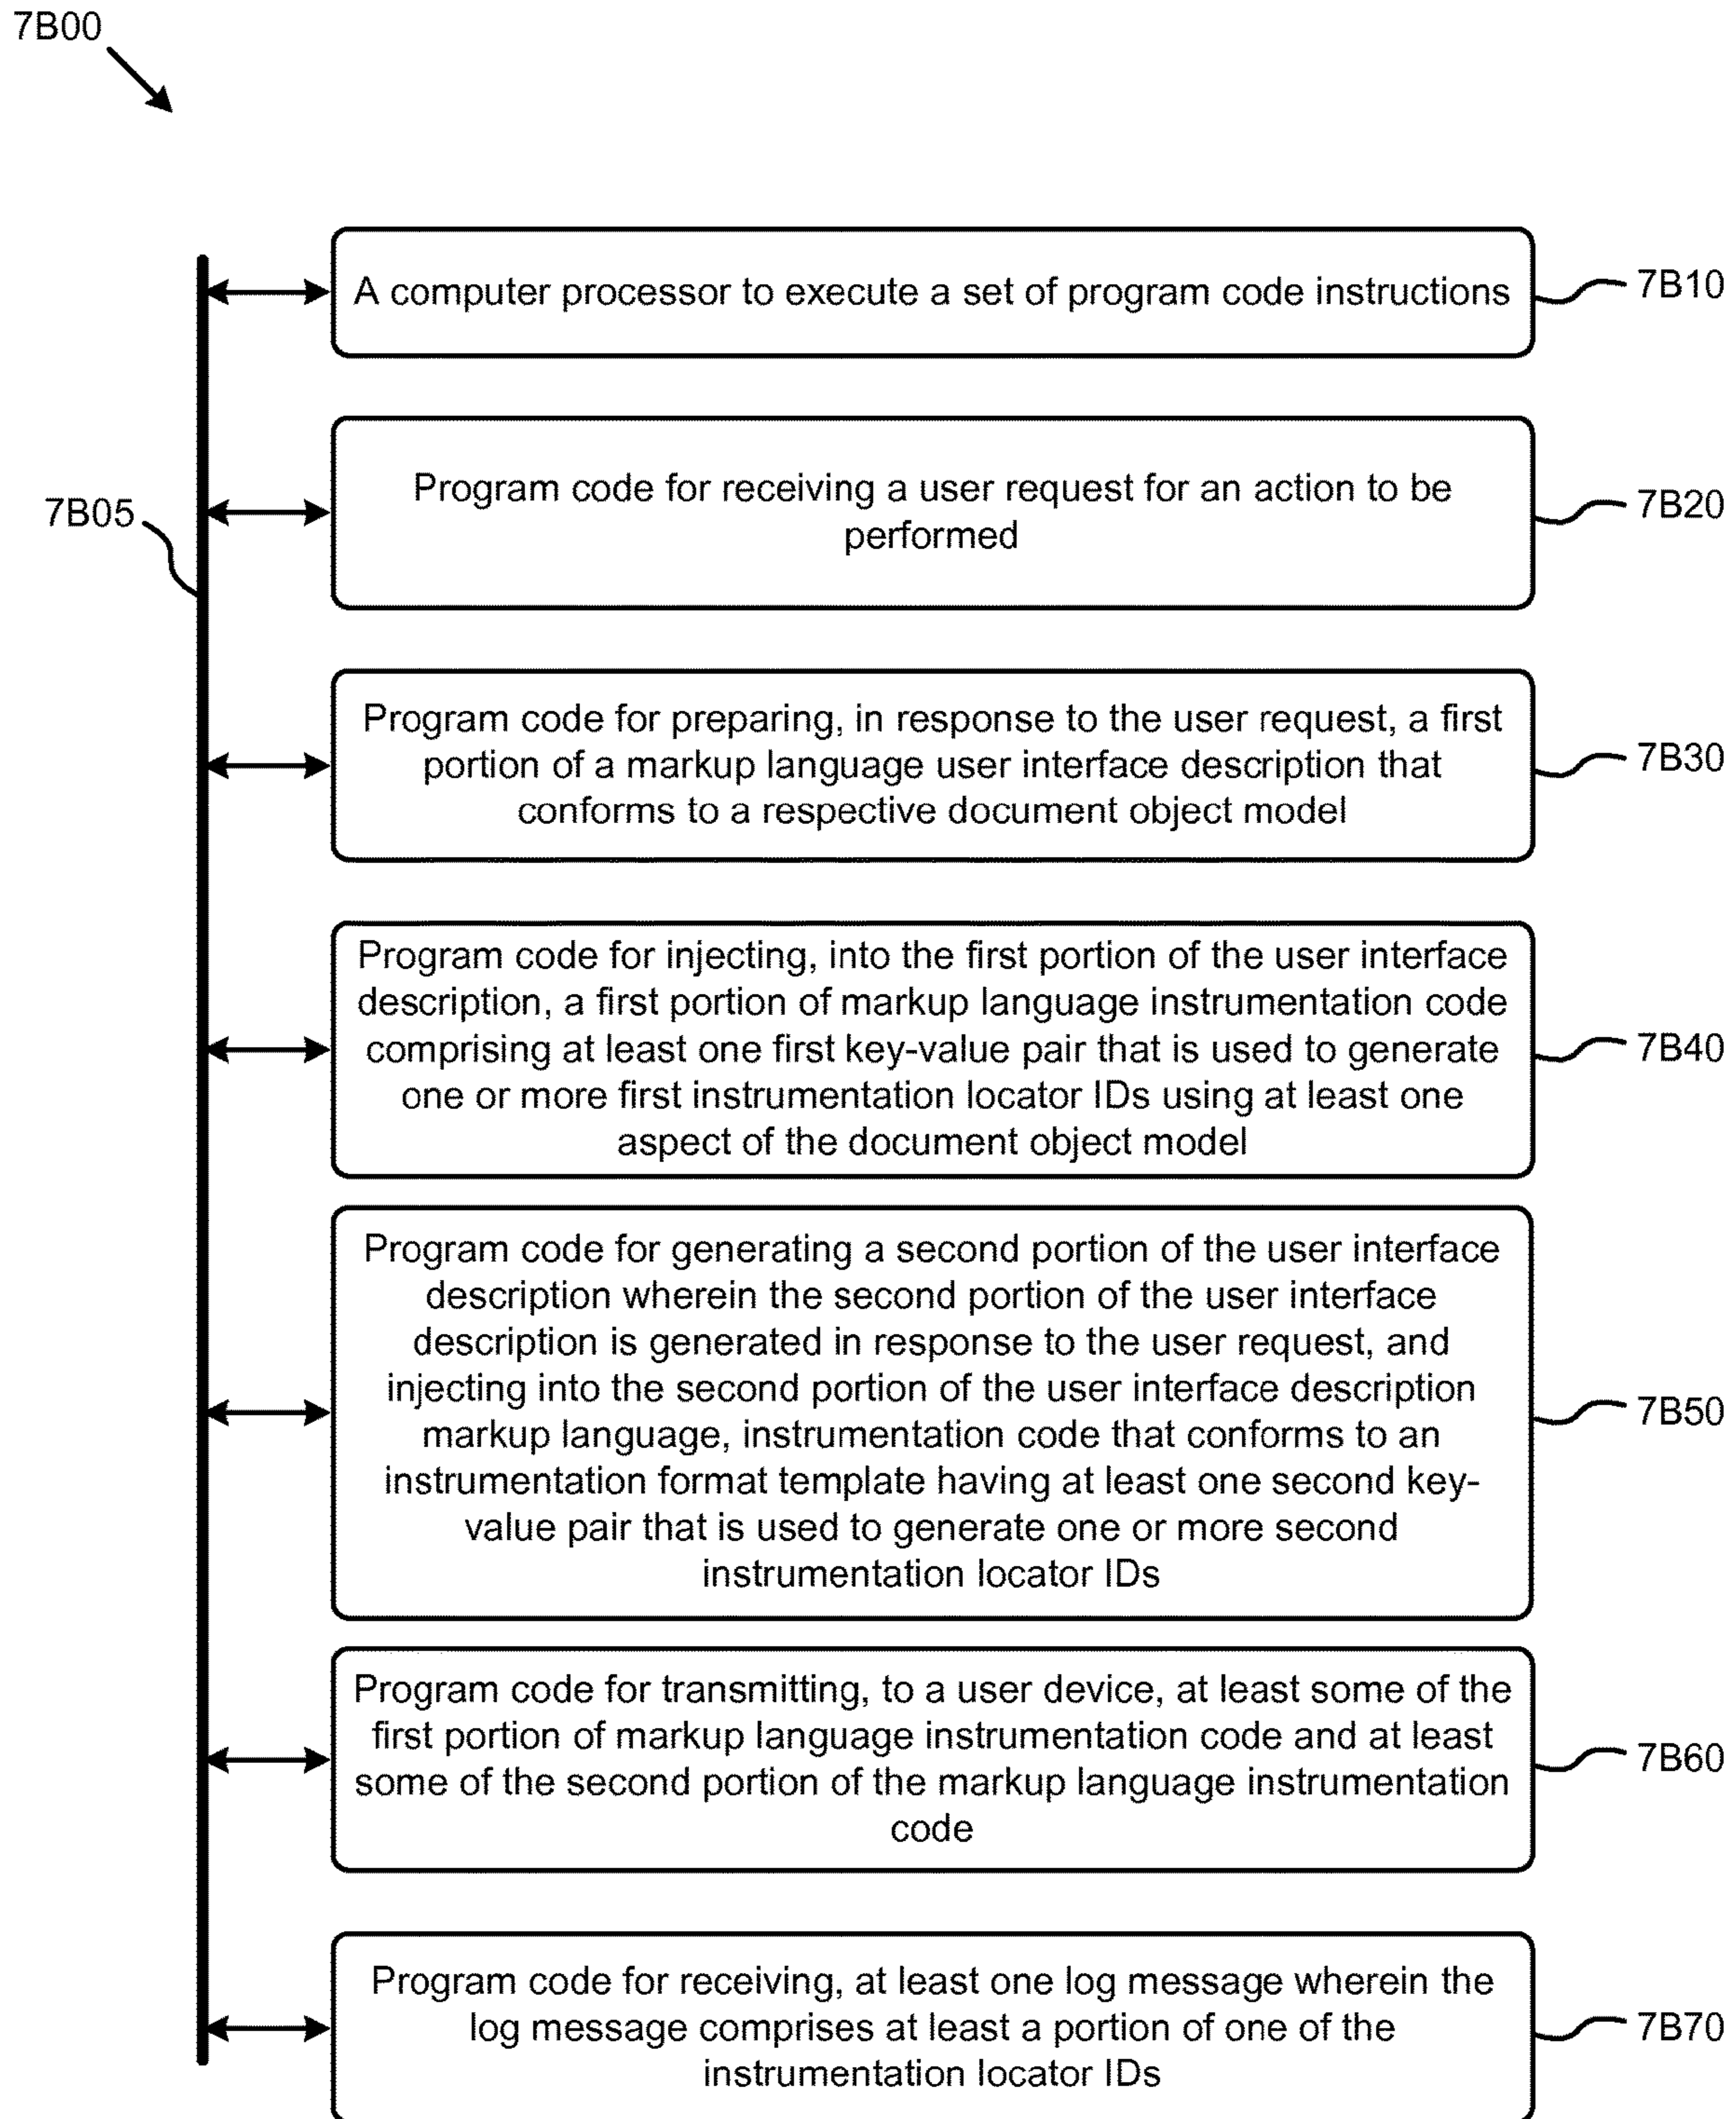 7B00
A computer processor to execute a set of program code instructions
7B10
Program code for receiving a user request for an action to be
performed
7B20
7B05
Program code for preparing, in response to the user request, a first
portion of a markup language user interface description that
conforms to a respective document object model
7B30
Program code for injecting, into the first portion of the user interface
description, a first portion of markup language instrumentation code
comprising at least one first key-value pair that is used to generate
one or more first instrumentation locator IDs using at least one
aspect of the document object model
7B40
Program code for generating a second portion of the user interface
description wherein the second portion of the user interface
description is generated in response to the user request, and
injecting into the second portion of the user interface description
markup language, instrumentation code that conforms to an
instrumentation format template having at least one second key-
value pair that is used to generate one or more second
instrumentation locator IDs
7B50
Program code for transmitting, to a user device, at least some of the
first portion of markup language instrumentation code and at least
some of the second portion of the markup language instrumentation
code
7B60
Program code for receiving, at least one log message wherein the
log message comprises at least a portion of one of the
instrumentation locator IDs
7B70